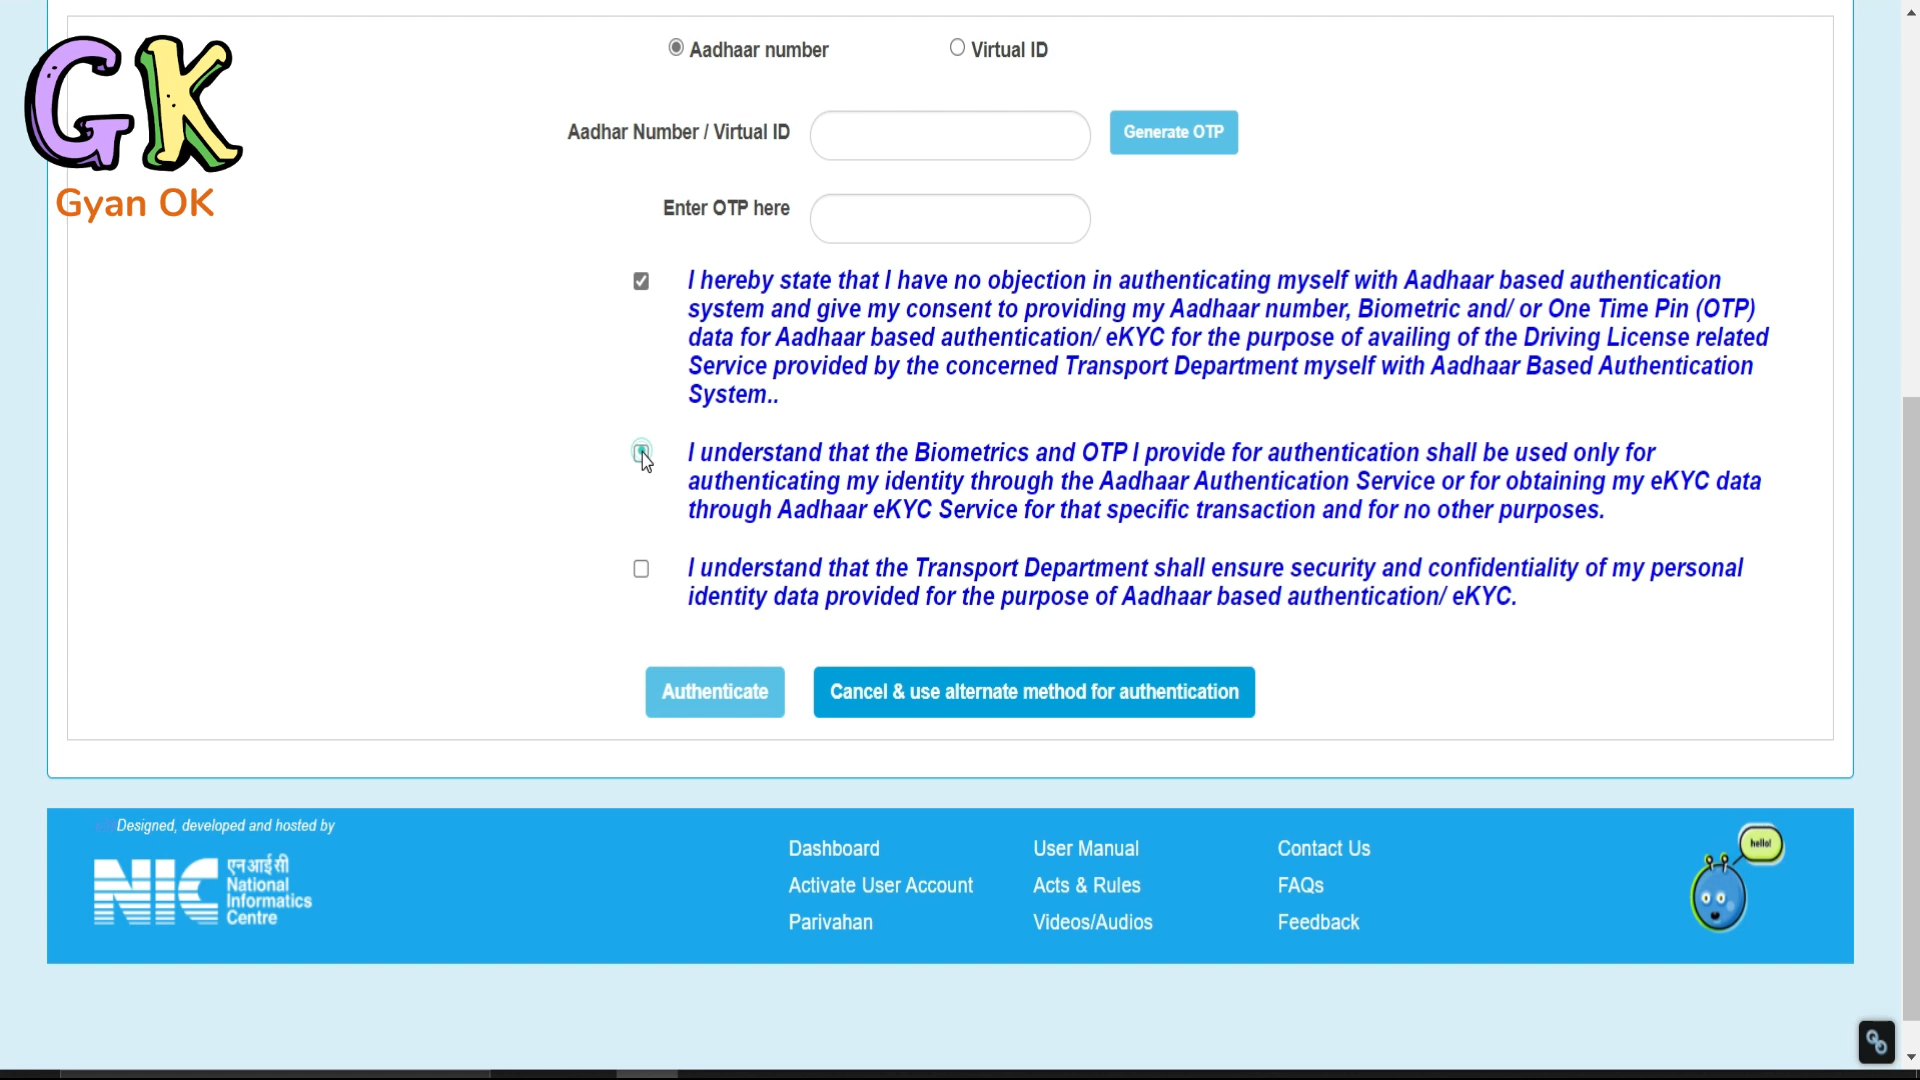 GK
Gyan OK
Aadhaar number
Virtual ID
Aadhar Number / Virtual ID
Generate OTP
Enter OTP here
I hereby state that I have no objection in authenticating myself with Aadhaar based authentication
system and give my consent to providing my Aadhaar number, Biometric and/ or One Time Pin (OTP)
data for Aadhaar based authentication/ eKYC for the purpose of availing of the Driving License related
Service provided by the concerned Transport Department myself with Aadhaar Based Authentication
System..
I understand that the Biometrics and OTP I provide for authentication shall be used only for
authenticating my identity through the Aadhaar Authentication Service or for obtaining my eKYC data
through Aadhaar eKYC Service for that specific transaction and for no other purposes.
I understand that the Transport Department shall ensure security and confidentiality of my personal
identity data provided for the purpose of Aadhaar based authentication/ eKYC.
Authenticate
Cancel & use alternate method for authentication
Designed, developed and hosted by
NIC
एन आई सी
National
Informatics
Centre
Dashboard
User Manual
Contact Us
Activate User Account
Acts & Rules
FAQs
Parivahan
Videos/Audios
Feedback
hello!